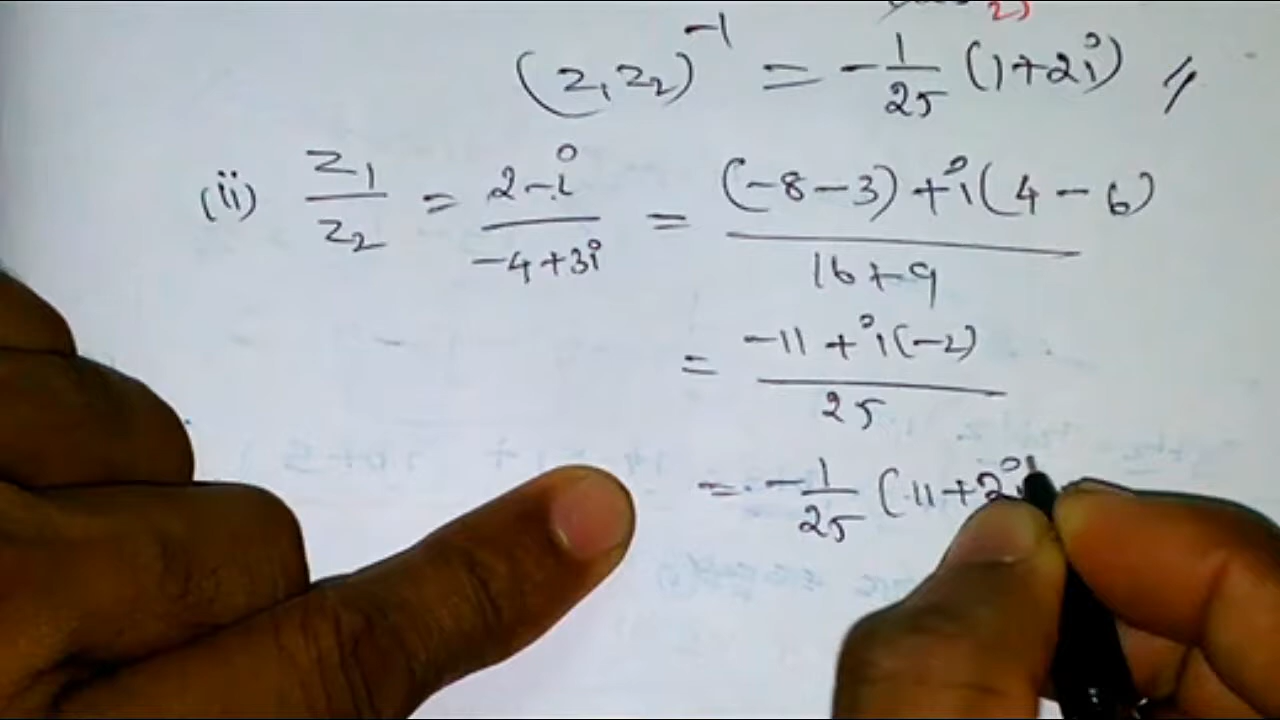 2)
(z₁z₂)⁻¹ = -1/25 (1+2i) //
(ii) z₁/z₂ = (2-i)/(-4+3i) = ((-8-3)+i(4-6))/(16+9)
= (-11+i(-2))/25
= -1/25 (11+2i